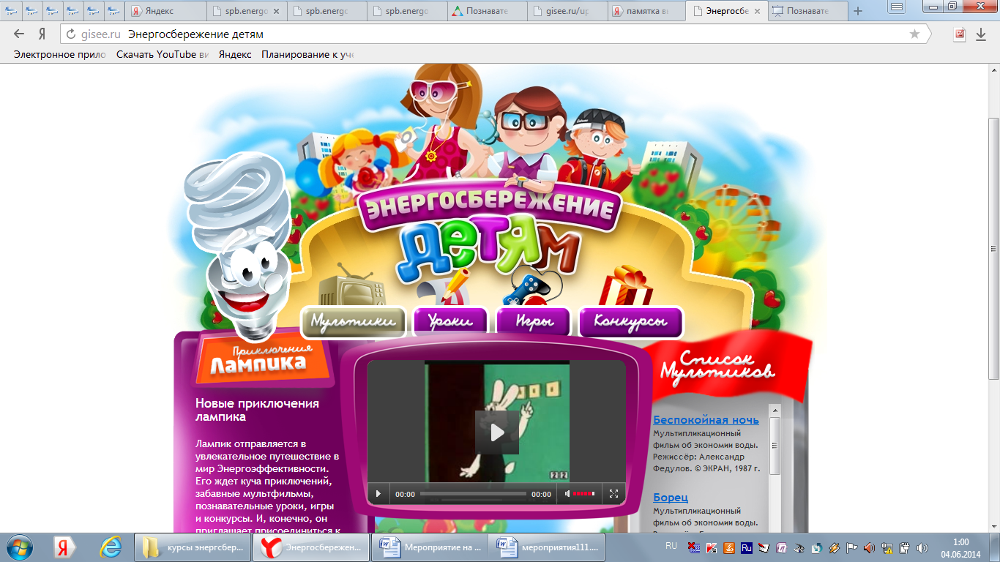 Яндекс
spb.energo
spb.energo
spb.energo
Познавате
gisee.ru/up
памятка вы
Энергосбе
Познавате
gisee.ru Энергосбережение детям
Электронное прило
Скачать YouTube ви
Яндекс
Планирование к уче
ЭНЕРГОСБЕРЕЖЕНИЕ
ДЕТЯМ
Мультики
Уроки
Игры
Конкурсы
Приключения
Лампика
Новые приключения
лампика
Лампик отправляется в
увлекательное путешествие в
мир Энергоэффективности.
Его ждет куча приключений,
забавные мультфильмы,
познавательные уроки, игры
и конкурсы. И, конечно, он
приглашает присоединиться к
212
00:00
00:00
Список
Мультиков
Беспокойная ночь
Мультипликационный
фильм об экономии воды.
Режиссёр: Александр
Федулов. © ЭКРАН, 1987 г.
Борец
Мультипликационный
фильм об экономии воды.
курсы энергсбер...
Энергосбережен...
Мероприятие на ...
мероприятия111....
RU
Ru
1:00
04.06.2014